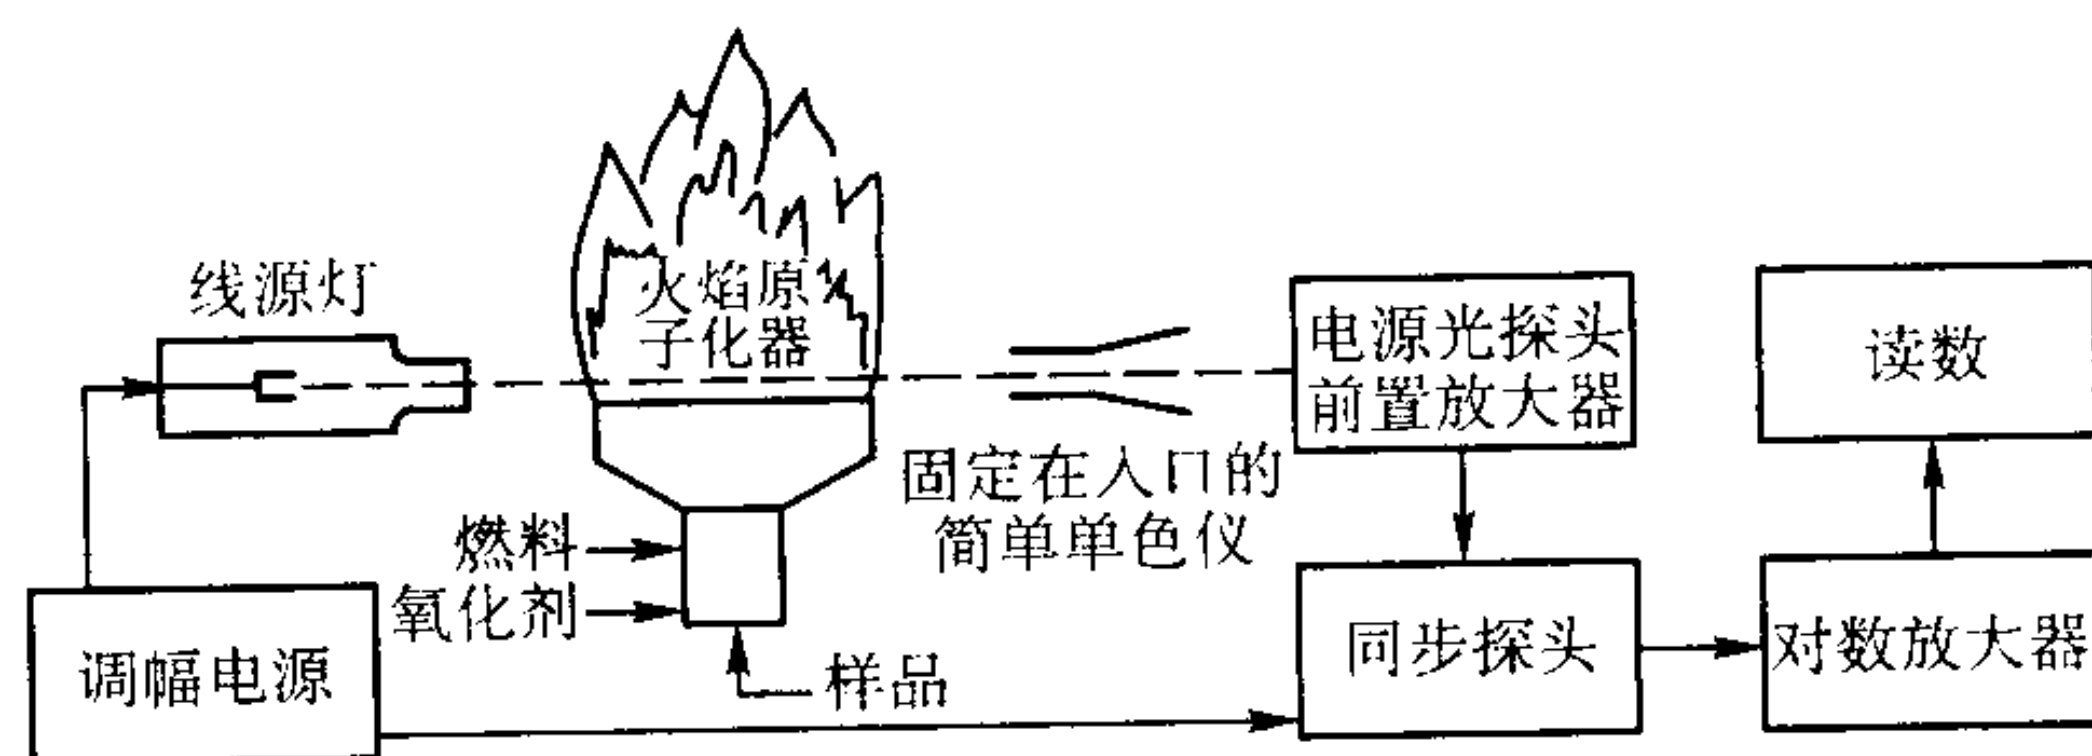 线源灯
火焰原
子化器
电源光探头
前置放大器
读数
固定在入口的
简单单色仪
燃料
氧化剂
样品
调幅电源
同步探头
对数放大器